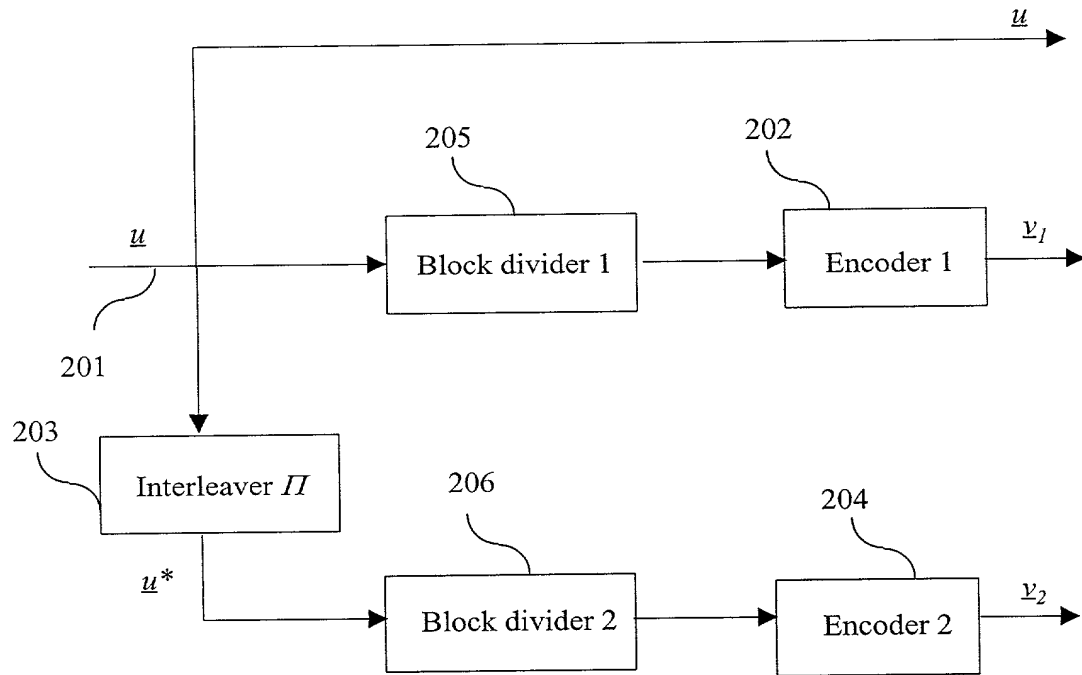 u
205
202
u
Block divider 1
Encoder 1
v1
201
203
Interleaver Π
206
204
u*
Block divider 2
Encoder 2
v2